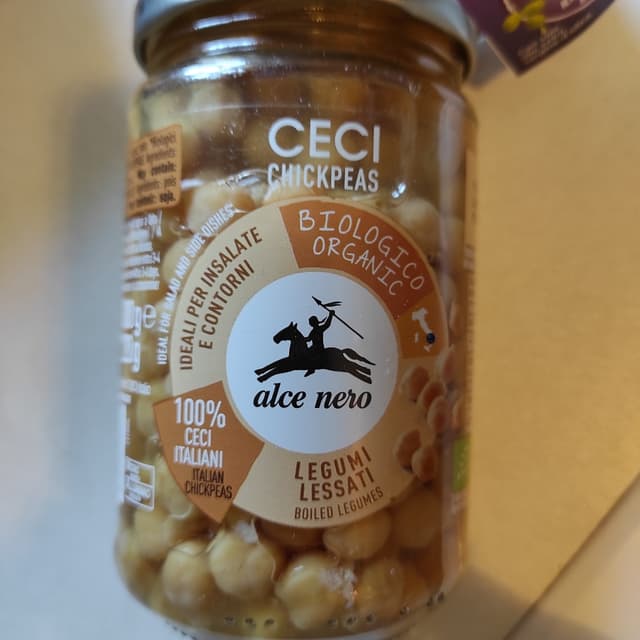 CECI
CHICKPEAS
BIOLOGICO
ORGANIC
IDEAL FOR SALAD AND SIDE DISHES
IDEALI PER INSALATE
E CONTORNI
alce nero
100%
CECI
ITALIANI
ITALIAN
CHICKPEAS
LEGUMI
LESSATI
BOILED LEGUMES